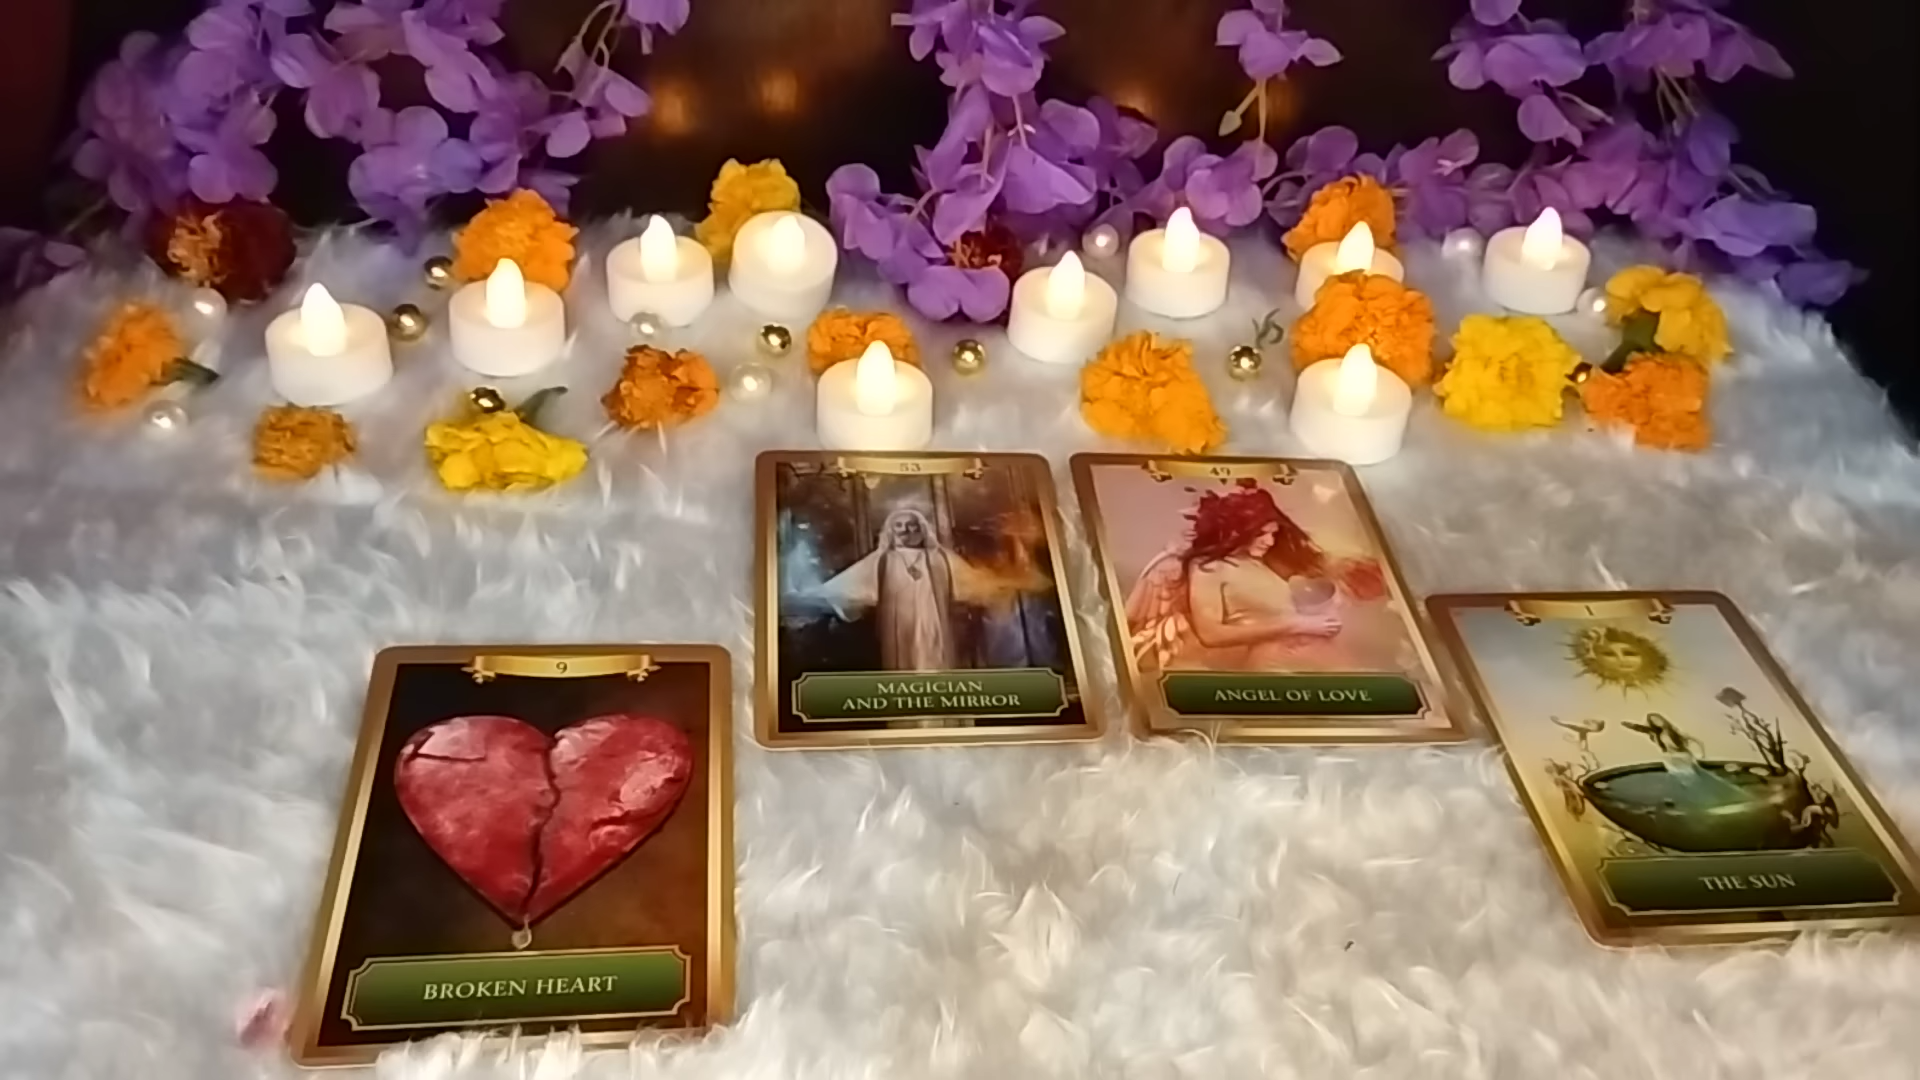 53
MAGICIAN
AND THE MIRROR
49
ANGEL OF LOVE
1
THE SUN
9
BROKEN HEART